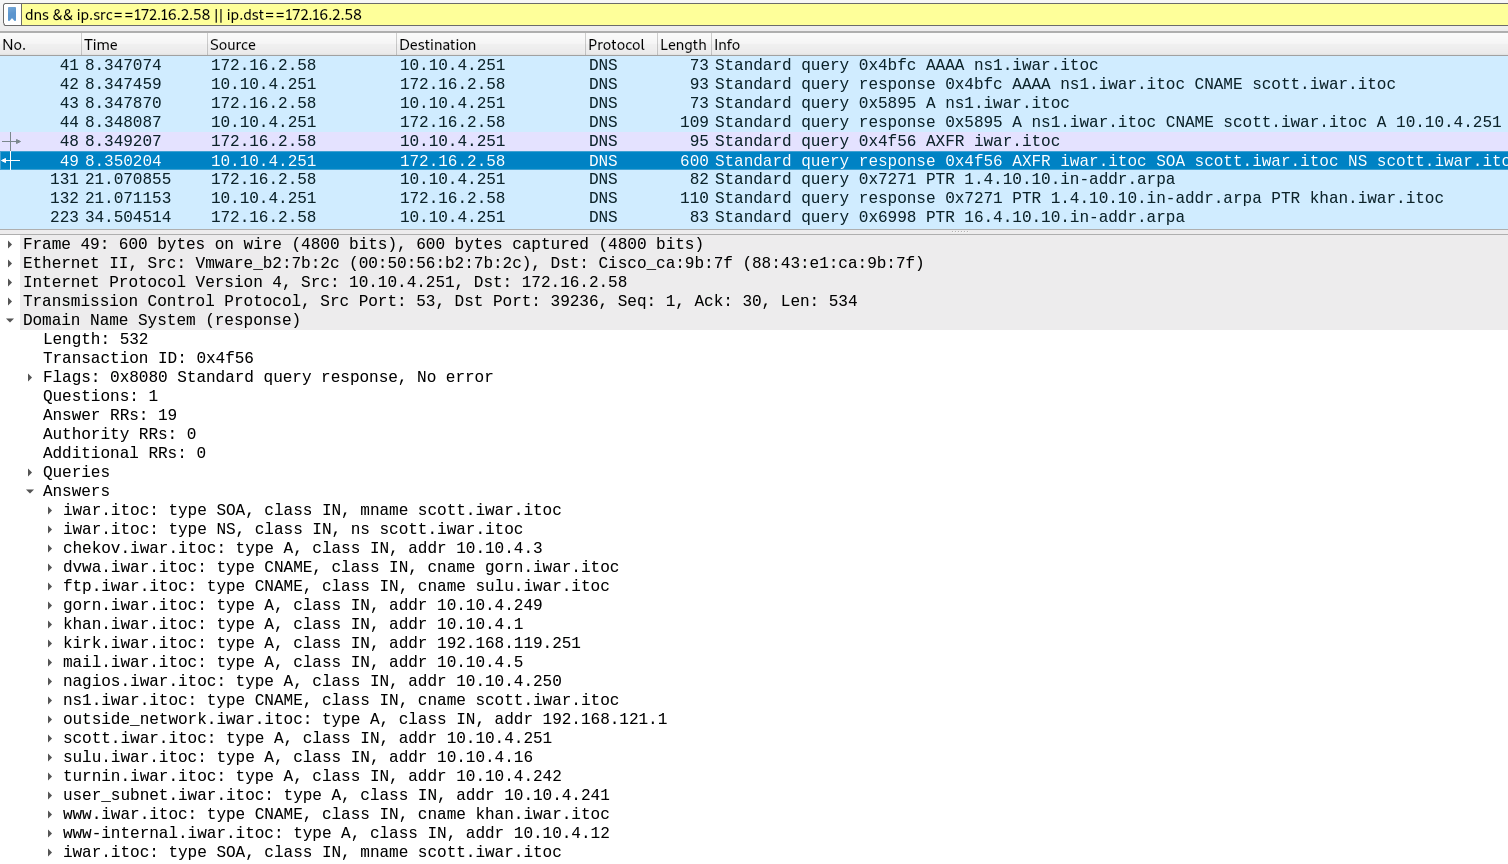 dns && ip.src==172.16.2.58 || ip.dst==172.16.2.58
No. Time Source Destination Protocol Length Info
41 8.347074 172.16.2.58 10.10.4.251 DNS 73 Standard query 0x4bfc AAAA ns1.iwar.itoc
42 8.347459 10.10.4.251 172.16.2.58 DNS 93 Standard query response 0x4bfc AAAA ns1.iwar.itoc CNAME scott.iwar.itoc
43 8.347870 172.16.2.58 10.10.4.251 DNS 73 Standard query 0x5895 A ns1.iwar.itoc
44 8.348087 10.10.4.251 172.16.2.58 DNS 109 Standard query response 0x5895 A ns1.iwar.itoc CNAME scott.iwar.itoc A 10.10.4.251
48 8.349207 172.16.2.58 10.10.4.251 DNS 95 Standard query 0x4f56 AXFR iwar.itoc
49 8.350204 10.10.4.251 172.16.2.58 DNS 600 Standard query response 0x4f56 AXFR iwar.itoc SOA scott.iwar.itoc NS scott.iwar.itc
131 21.070855 172.16.2.58 10.10.4.251 DNS 82 Standard query 0x7271 PTR 1.4.10.10.in-addr.arpa
132 21.071153 10.10.4.251 172.16.2.58 DNS 110 Standard query response 0x7271 PTR 1.4.10.10.in-addr.arpa PTR khan.iwar.itoc
223 34.504514 172.16.2.58 10.10.4.251 DNS 83 Standard query 0x6998 PTR 16.4.10.10.in-addr.arpa
Frame 49: 600 bytes on wire (4800 bits), 600 bytes captured (4800 bits)
Ethernet II, Src: Vmware_b2:7b:2c (00:50:56:b2:7b:2c), Dst: Cisco_ca:9b:7f (88:43:e1:ca:9b:7f)
Internet Protocol Version 4, Src: 10.10.4.251, Dst: 172.16.2.58
Transmission Control Protocol, Src Port: 53, Dst Port: 39236, Seq: 1, Ack: 30, Len: 534
Domain Name System (response)
Length: 532
Transaction ID: 0x4f56
Flags: 0x8080 Standard query response, No error
Questions: 1
Answer RRs: 19
Authority RRs: 0
Additional RRs: 0
Queries
Answers
iwar.itoc: type SOA, class IN, mname scott.iwar.itoc
iwar.itoc: type NS, class IN, ns scott.iwar.itoc
chekov.iwar.itoc: type A, class IN, addr 10.10.4.3
dvwa.iwar.itoc: type CNAME, class IN, cname gorn.iwar.itoc
ftp.iwar.itoc: type CNAME, class IN, cname sulu.iwar.itoc
gorn.iwar.itoc: type A, class IN, addr 10.10.4.249
khan.iwar.itoc: type A, class IN, addr 10.10.4.1
kirk.iwar.itoc: type A, class IN, addr 192.168.119.251
mail.iwar.itoc: type A, class IN, addr 10.10.4.5
nagios.iwar.itoc: type A, class IN, addr 10.10.4.250
ns1.iwar.itoc: type CNAME, class IN, cname scott.iwar.itoc
outside_network.iwar.itoc: type A, class IN, addr 192.168.121.1
scott.iwar.itoc: type A, class IN, addr 10.10.4.251
sulu.iwar.itoc: type A, class IN, addr 10.10.4.16
turnin.iwar.itoc: type A, class IN, addr 10.10.4.242
user_subnet.iwar.itoc: type A, class IN, addr 10.10.4.241
www.iwar.itoc: type CNAME, class IN, cname khan.iwar.itoc
www-internal.iwar.itoc: type A, class IN, addr 10.10.4.12
iwar.itoc: type SOA, class IN, mname scott.iwar.itoc